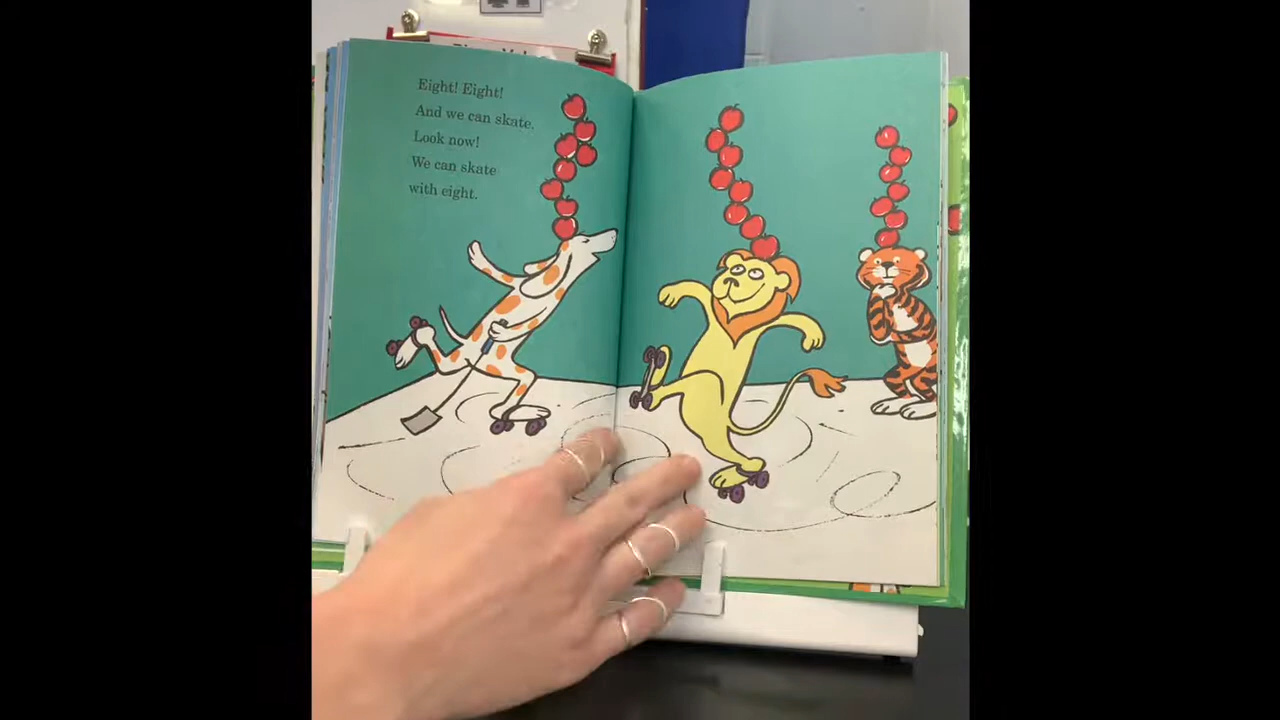 Eight! Eight!
And we can skate.
Look now!
We can skate
with eight.